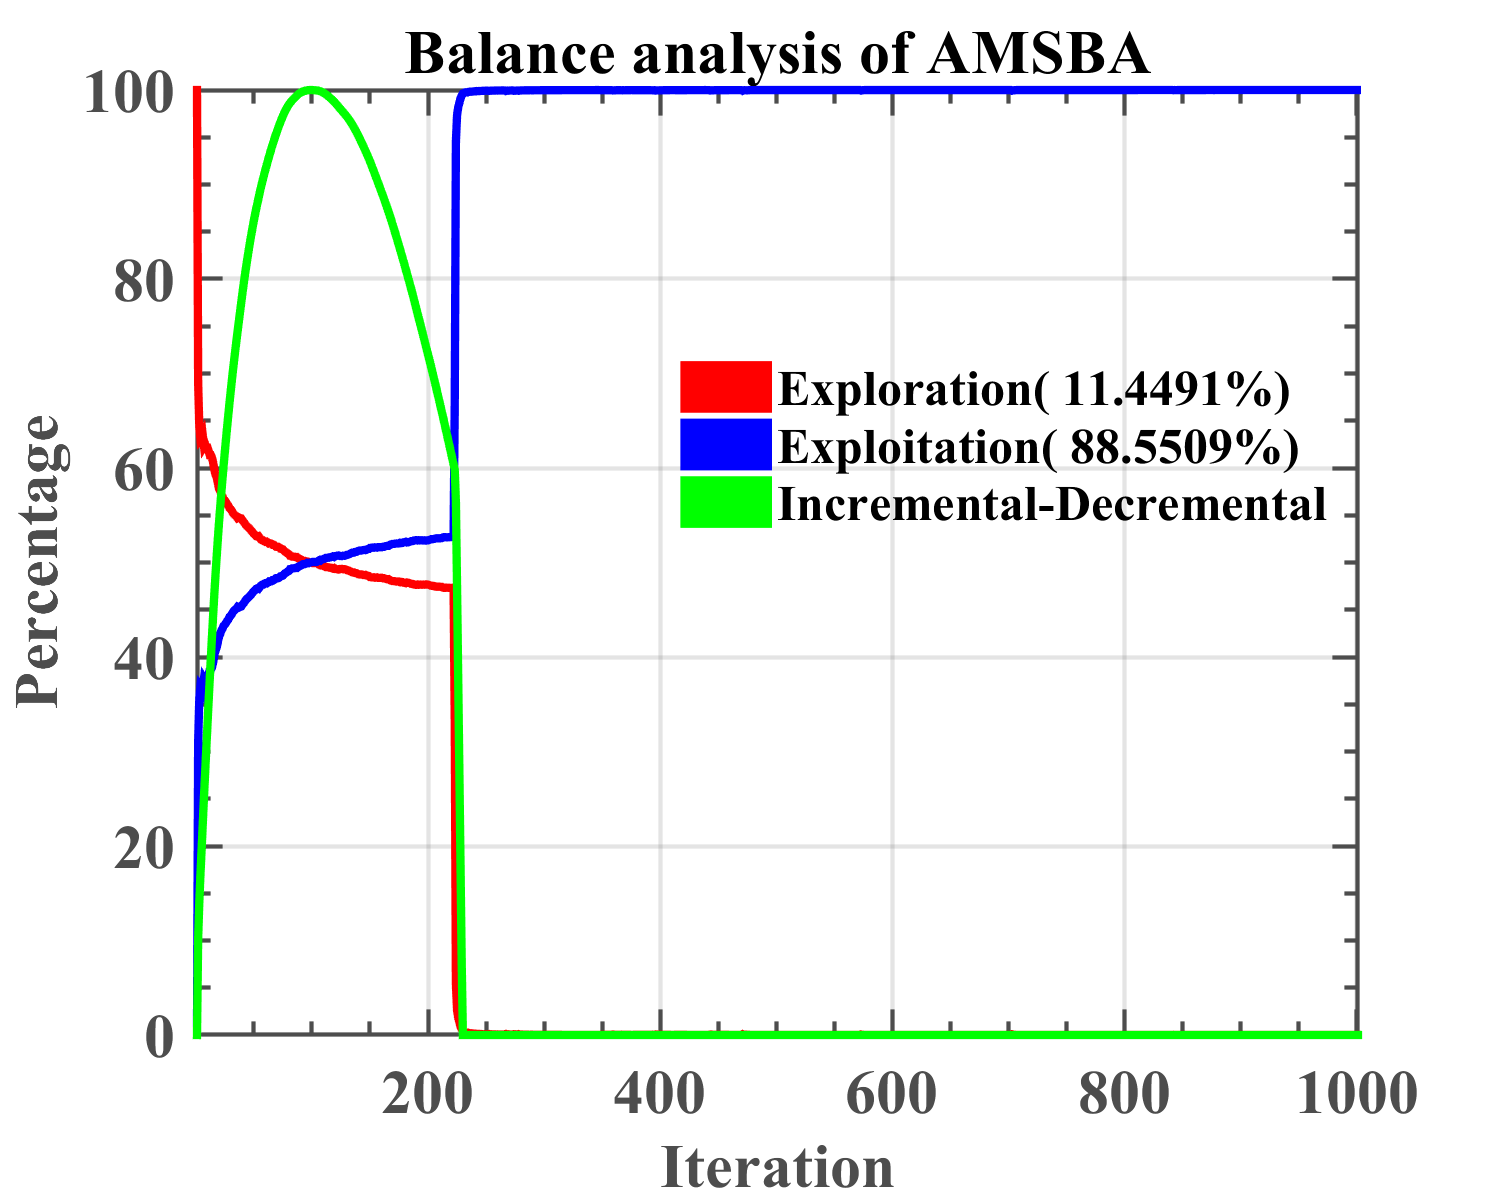 Balance analysis of AMSBA
100
80
60
40
20
0
Percentage
Exploration( 11.4491%)
Exploitation( 88.5509%)
Incremental-Decremental
200 400 600 800 1000
Iteration